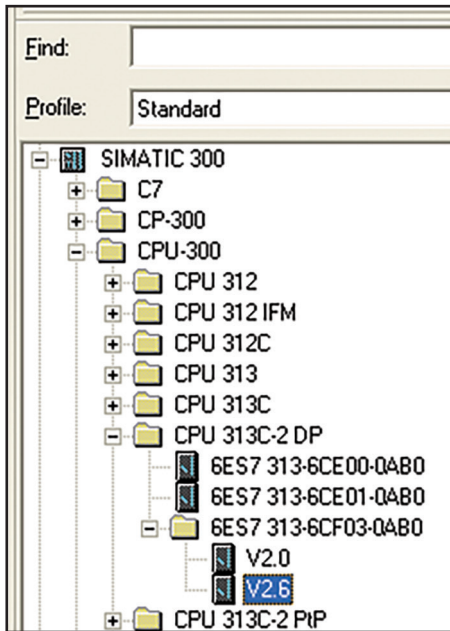 Find:
Profile: Standard
SIMATIC 300
C7
CP-300
CPU-300
CPU 312
CPU 312 IFM
CPU 312C
CPU 313
CPU 313C
CPU 313C-2 DP
6ES7 313-6CE00-0AB0
6ES7 313-6CE01-0AB0
6ES7 313-6CF03-0AB0
V2.0
V2.6
CPU 313C-2 PtP